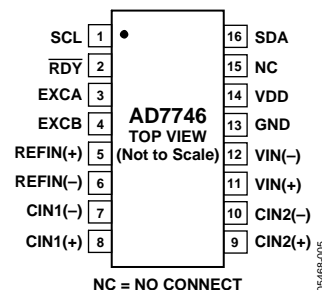 SCL 1 16 SDA
RDY 2 15 NC
EXCA 3 14 VDD
EXCB 4 AD7746 13 GND
TOP VIEW
REFIN(+) 5 (Not to Scale) 12 VIN(–)
REFIN(–) 6 11 VIN(+)
CIN1(–) 7 10 CIN2(–)
CIN1(+) 8 9 CIN2(+)
NC = NO CONNECT
05468-005